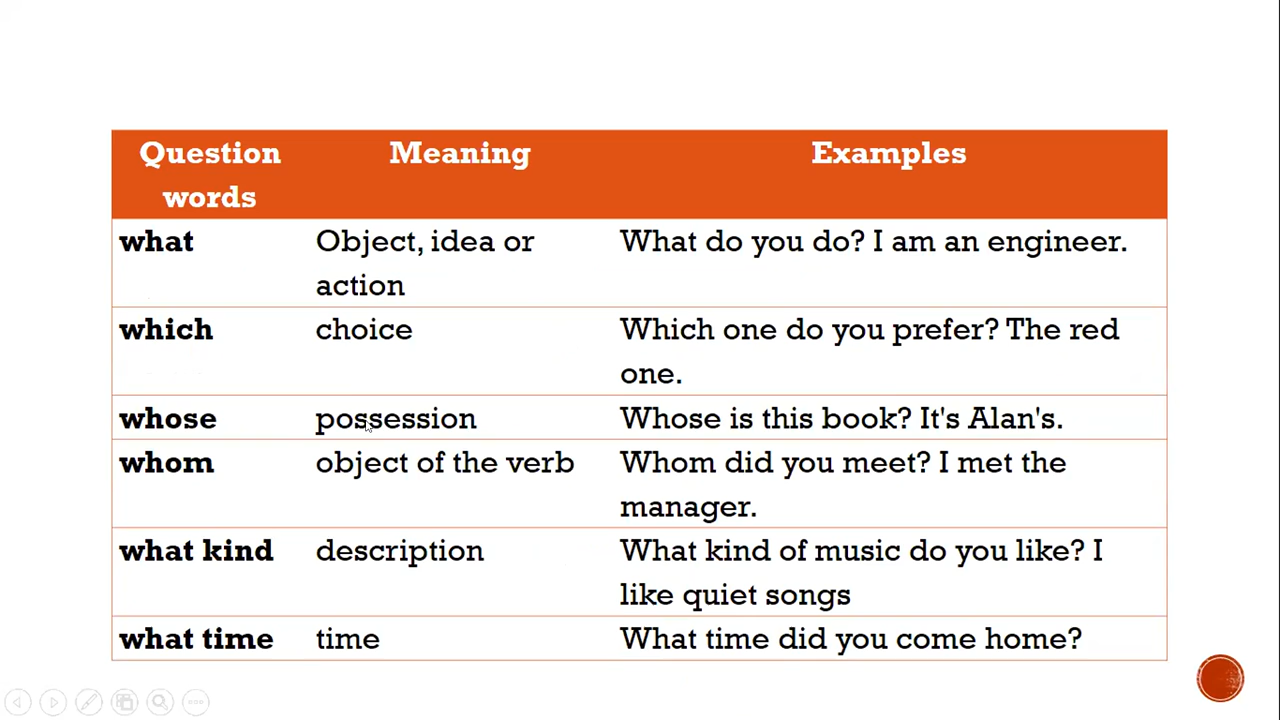 Question Meaning Examples
words
what Object, idea or What do you do? I am an engineer.
action
which choice Which one do you prefer? The red
one.
whose possession Whose is this book? It's Alan's.
whom object of the verb Whom did you meet? I met the
manager.
what kind description What kind of music do you like? I
like quiet songs
what time time What time did you come home?